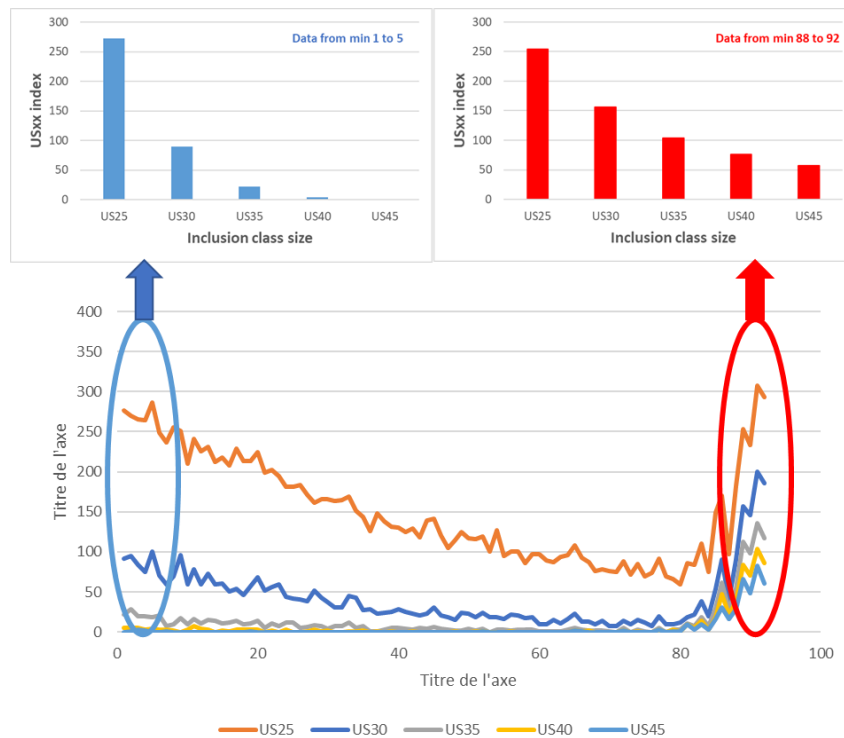 Data from min 1 to 5
USxx index
300
250
200
150
100
50
0
US25 US30 US35 US40 US45
Inclusion class size
Data from min 88 to 92
USxx index
300
250
200
150
100
50
0
US25 US30 US35 US40 US45
Inclusion class size
Titre de l'axe
400
350
300
250
200
150
100
50
0
0 20 40 60 80 100
Titre de l'axe
US25 US30 US35 US40 US45